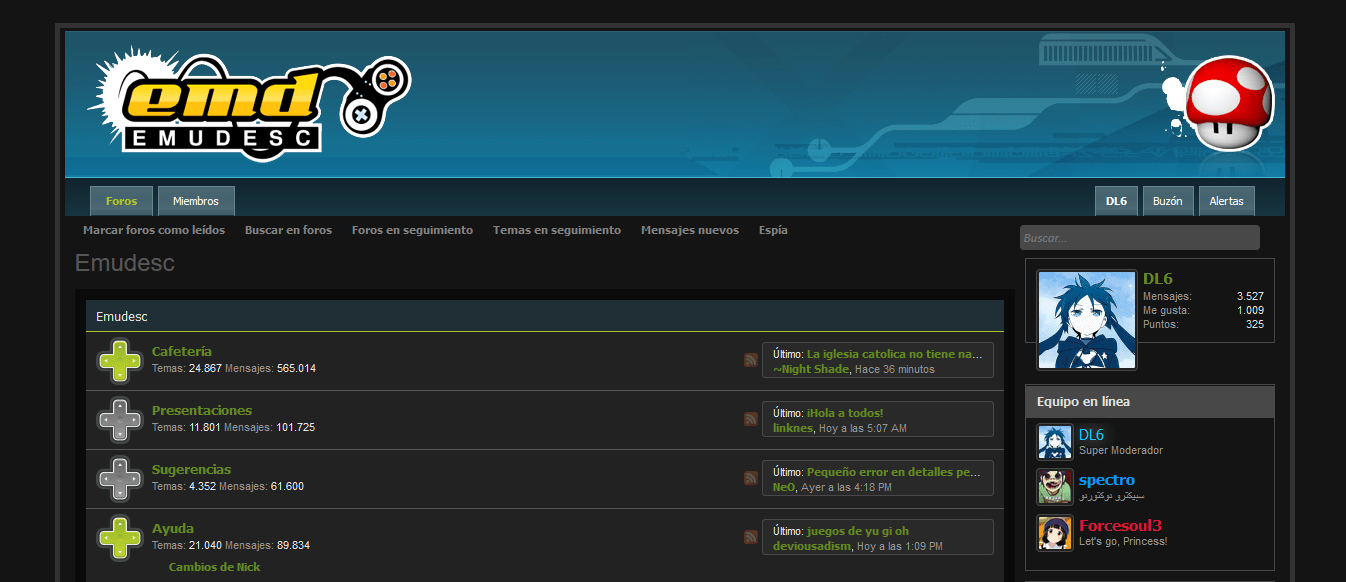 emd
EMUDESC
Foros
Miembros
DL6
Buzón
Alertas
Marcar foros como leídos
Buscar en foros
Foros en seguimiento
Temas en seguimiento
Mensajes nuevos
Espía
Buscar...
Emudesc
Emudesc
Cafetería
Temas: 24.867 Mensajes: 565.014
Último: La iglesia catolica no tiene na...
~Night Shade, Hace 36 minutos
Presentaciones
Temas: 11.801 Mensajes: 101.725
Último: ¡Hola a todos!
linknes, Hoy a las 5:07 AM
Sugerencias
Temas: 4.352 Mensajes: 61.600
Último: Pequeño error en detalles pe...
NeO, Ayer a las 4:18 PM
Ayuda
Temas: 21.040 Mensajes: 89.834
Último: juegos de yu gi oh
deviousadism, Hoy a las 1:09 PM
Cambios de Nick
DL6
Mensajes: 3.527
Me gusta: 1.009
Puntos: 325
Equipo en línea
DL6
Super Moderador
spectro
Forcesoul3
Let's go, Princess!